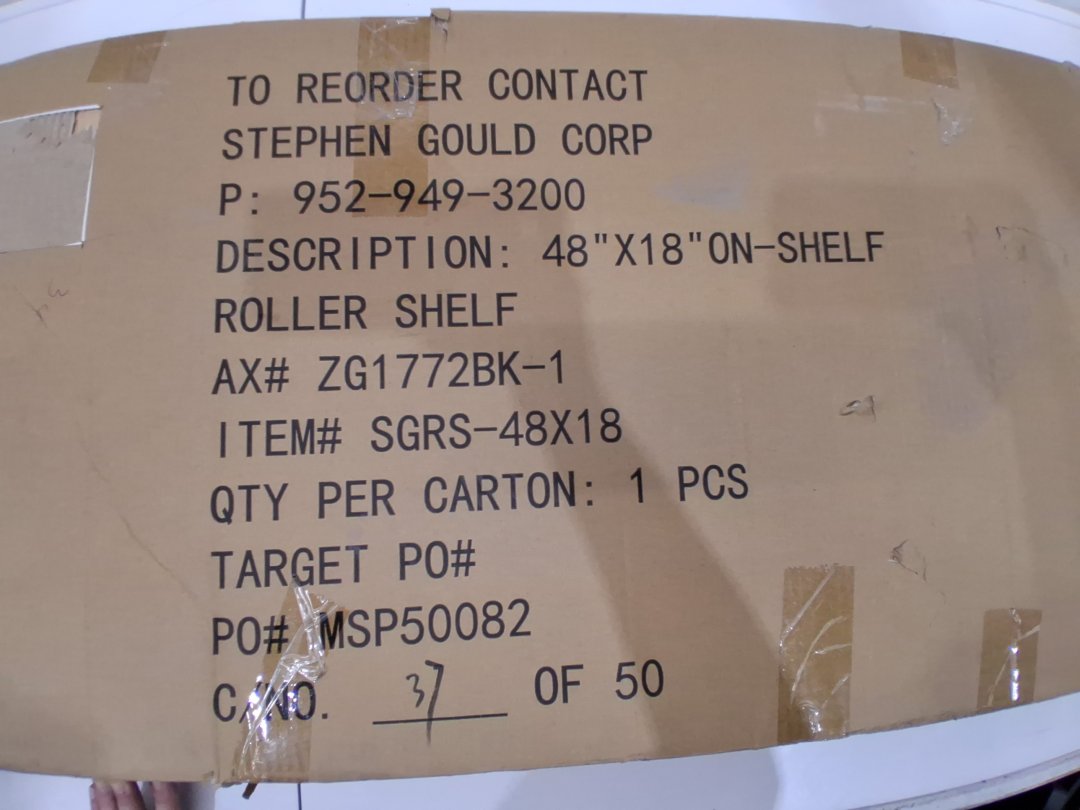 TO REORDER CONTACT
STEPHEN GOULD CORP
P: 952-949-3200
DESCRIPTION: 48"X18"ON-SHELF
ROLLER SHELF
AX# ZG1772BK-1
ITEM# SGRS-48X18
QTY PER CARTON: 1 PCS
TARGET PO#
PO# MSP50082
C/NO. 37 OF 50